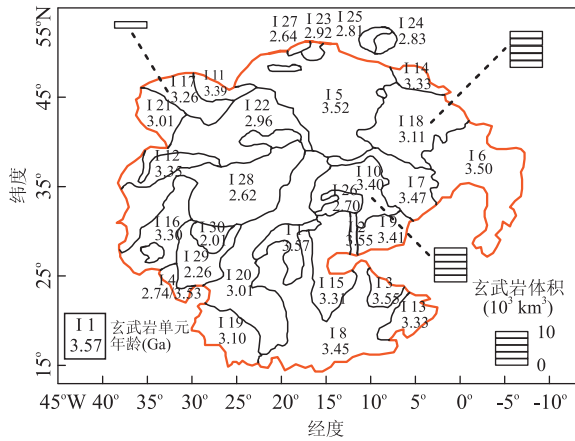 I 27
2.64
I 23
2.92
I 25
2.81
I 24
2.83
55°N
45°
35°
25°
15°
纬度
I 17
3.26
I 11
3.39
I 14
3.33
I 21
3.01
I 22
2.96
I 5
3.52
I 18
3.11
I 12
3.35
I 6
3.50
I 28
2.62
I 10
3.40
I 26
2.70
I 7
3.47
I 16
3.30
I 30
2.01
3.57
I 2
3.55
I 9
3.41
I 29
2.26
I 4
2.74/3.53
I 20
3.01
I 15
3.31
I 3
3.55
I 13
3.33
I 19
3.10
I 8
3.45
玄武岩体积
(10³ km³)
10
0
I 1
3.57
玄武岩单元
年龄(Ga)
45°W 40° 35° 30° 25° 20° 15° 10° 5° 0° -5° -10°
经度